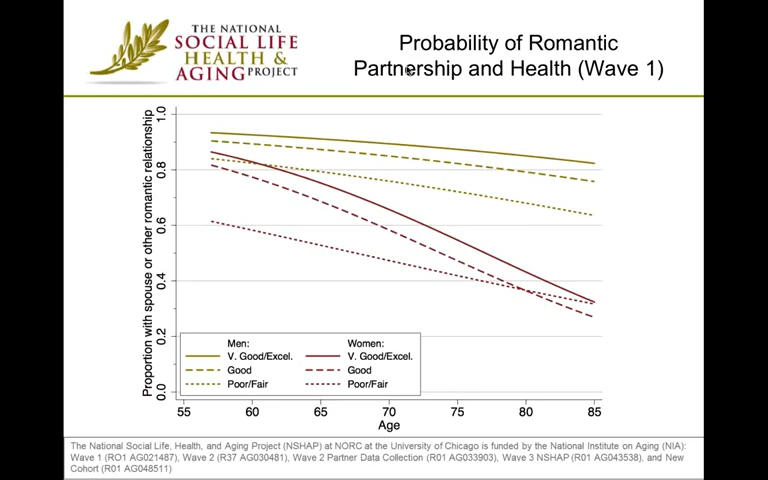 THE NATIONAL
SOCIAL LIFE
HEALTH &
AGING PROJECT
Probability of Romantic
Partnership and Health (Wave 1)
Proportion with spouse or other romantic relationship
1.0
0.8
0.6
0.4
0.2
0.0
Men: Women:
V. Good/Excel. V. Good/Excel.
Good Good
Poor/Fair Poor/Fair
55 60 65 70 75 80 85
Age
The National Social Life, Health, and Aging Project (NSHAP) at NORC at the University of Chicago is funded by the National Institute on Aging (NIA):
Wave 1 (RO1 AG021487), Wave 2 (R37 AG030481), Wave 2 Partner Data Collection (R01 AG033903), Wave 3 NSHAP (R01 AG043538), and New
Cohort (R01 AG048511)